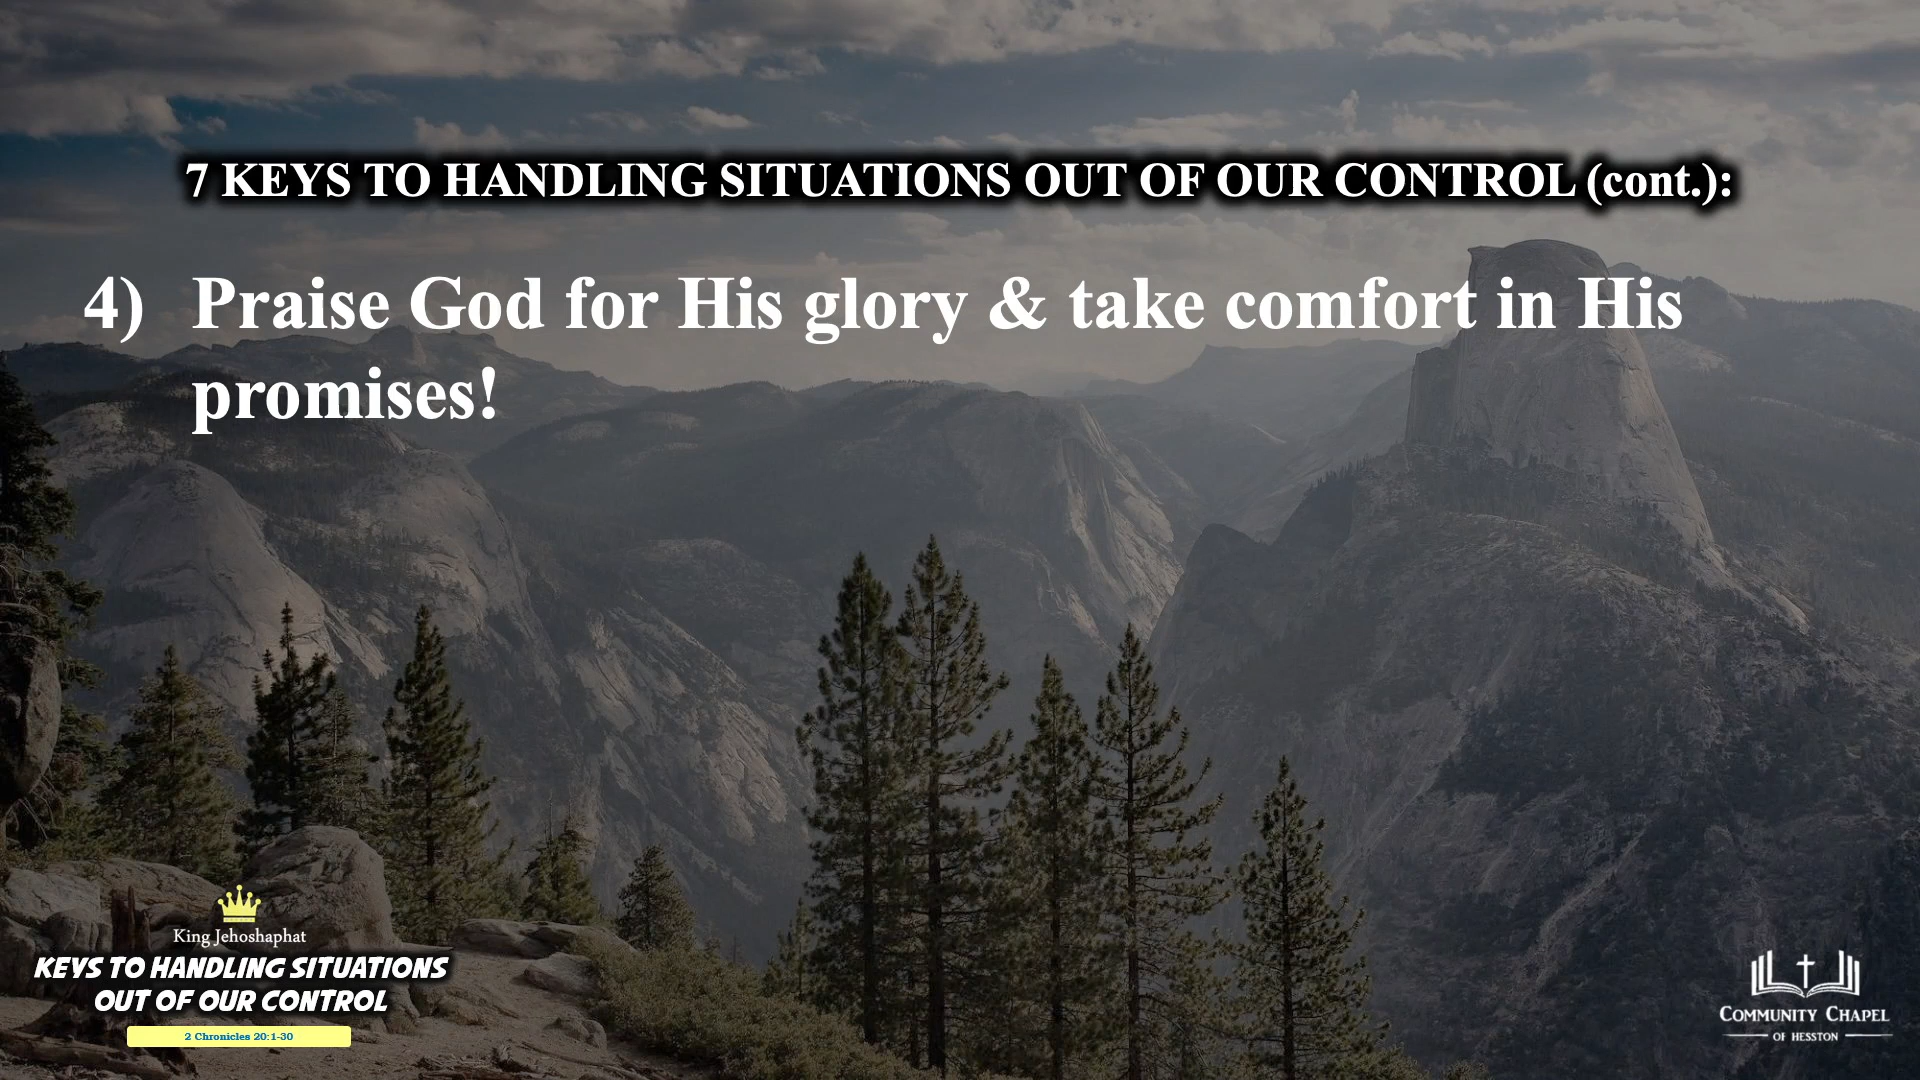 7 KEYS TO HANDLING SITUATIONS OUT OF OUR CONTROL (cont.):
4) Praise God for His glory & take comfort in His
promises!
King Jehoshaphat
KEYS TO HANDLING SITUATIONS
OUT OF OUR CONTROL
2 Chronicles 20:1-30
COMMUNITY CHAPEL
OF HESSTON